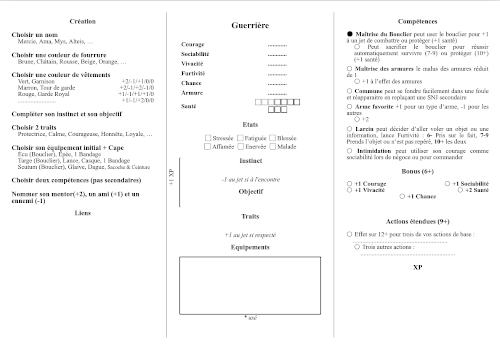 Création
Choisir un nom
Meecie, Ama, Mys, Alteïs, …
Choisir une couleur de fourrure
Brune, Châtain, Rousse, Beige, Orange, …
Choisir une couleur de vêtements
Vert, Garnison +2/-1/+1/0/0
Marron, Tour de garde +2/-1/+2/-1/0
Rouge, Garde Royal +1/-1/+1/+1/0
........................ +1/-1/+2/0/0
Compléter son instinct et objectif
Choisir 2 traits
Protectrice, Calme, Courageuse, Honnête, Loyale, …
Choisir son équipement initial + Cape
Ecu (Bouclier), Épée, 1 Bandage
Targe (Bouclier), Lance, Casque, 1 Bandage
Scutum (Bouclier), Glaive, Dague, Sacoche & Ceinture
Choisir deux compétences (pas secondaires)
Nommer son mentor(+2), un ami (+1) et un
ennemi (-1)
Liens
Guerrière
Courage ............
Sociabilité ............
Vivacité ............
Furtivité ............
Chance ............
Armure ............
Santé
Etats
Stressée Fatiguée Blessée
Affamée Enervée Malade
+1 XP
Instinct
-1 au jet si à l'encontre
Objectif
Traits
+1 au jet si respecté
Equipements
* usé
Compétences
Maîtrise du Bouclier peut user le bouclier pour +1
à un jet de combattre ou protéger (+1 santé)
Peut sacrifier le bouclier pour réussir
automatiquement survivre (7-9) ou protéger (10+)
(+1 santé)
Maîtrise des armures le malus des armures réduit
de 1
+1 à l'effet des armures
Commune peut se fondre facilement dans une foule
et réapparaître en replaçant une SNJ secondaire
Arme favorite +1 pour un type d'arme, -1 pour les
autres
+2
Larcin peut décider d'aller voler un objet ou une
information, lance Furtivité : 6- Pris sur le fait, 7-9
Prends l'objet ou n'est pas repéré, 10+ les deux
Intimidation peut utiliser son courage comme
sociabilité lors de négoce ou pour commander
Bonus (6+)
+1 Courage +1 Sociabilité
+1 Vivacité +2 Santé
+1 Chance
Actions étendues (9+)
Effet sur 12+ pour trois de vos actions de base :
........................................
Trois autres actions :
........................................
XP